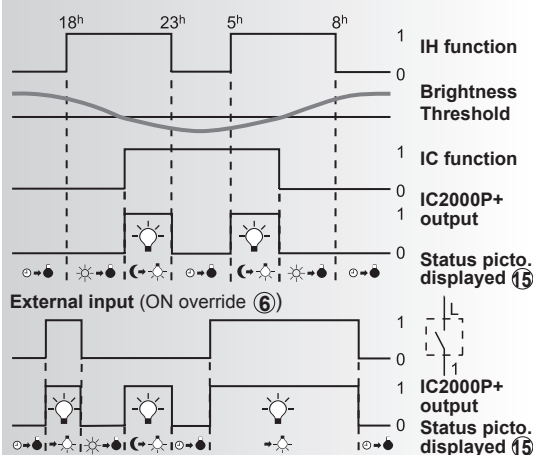 18h 23h 5h 8h
1
IH function
0
Brightness
Threshold
1
IC function
0
IC2000P+
output
1
0
Status picto.
displayed 15
External input (ON override 6)
L
1
0
1
1
IC2000P+
output
0
Status picto.
displayed 15